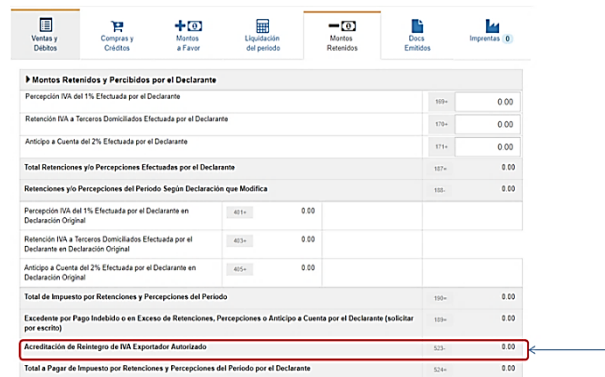 Ventas y
Débitos
Compras y
Créditos
Montos
a Favor
Liquidación
del periodo
Montos
Retenidos
Docs
Emitidos
Imprentas 0
Montos Retenidos y Percibidos por el Declarante
Percepción IVA del 1% Efectuada por el Declarante 169+ 0.00
Retención IVA a Terceros Domiciliados Efectuada por el Declarante 170+ 0.00
Anticipo a Cuenta del 2% Efectuada por el Declarante 171+ 0.00
Total Retenciones y/o Percepciones Efectuadas por el Declarante 187+ 0.00
Retenciones y/o Percepciones del Periodo Según Declaración que Modifica 188- 0.00
Percepción IVA del 1% Efectuada por el Declarante en
Declaración Original 401+ 0.00
Retención IVA a Terceros Domiciliados Efectuada por el
Declarante en Declaración Original 403+ 0.00
Anticipo a Cuenta del 2% Efectuada por el Declarante en
Declaración Original 405+ 0.00
Total de Impuesto por Retenciones y Percepciones del Periodo 190+ 0.00
Excedente por Pago Indebido o en Exceso de Retenciones, Percepciones o Anticipo a Cuenta por el Declarante (solicitar
por escrito) 189+ 0.00
Acreditación de Reintegro de IVA Exportador Autorizado 523- 0.00
Total a Pagar de Impuesto por Retenciones y Percepciones del Periodo por el Declarante 524+ 0.00